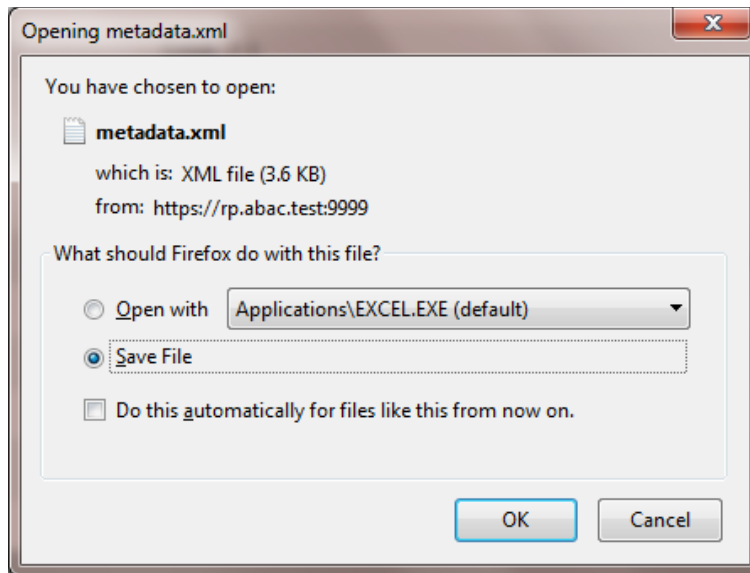 Opening metadata.xml
You have chosen to open:
metadata.xml
which is: XML file (3.6 KB)
from: https://rp.abac.test:9999
What should Firefox do with this file?
Open with Applications\EXCEL.EXE (default)
Save File
Do this automatically for files like this from now on.
OK Cancel